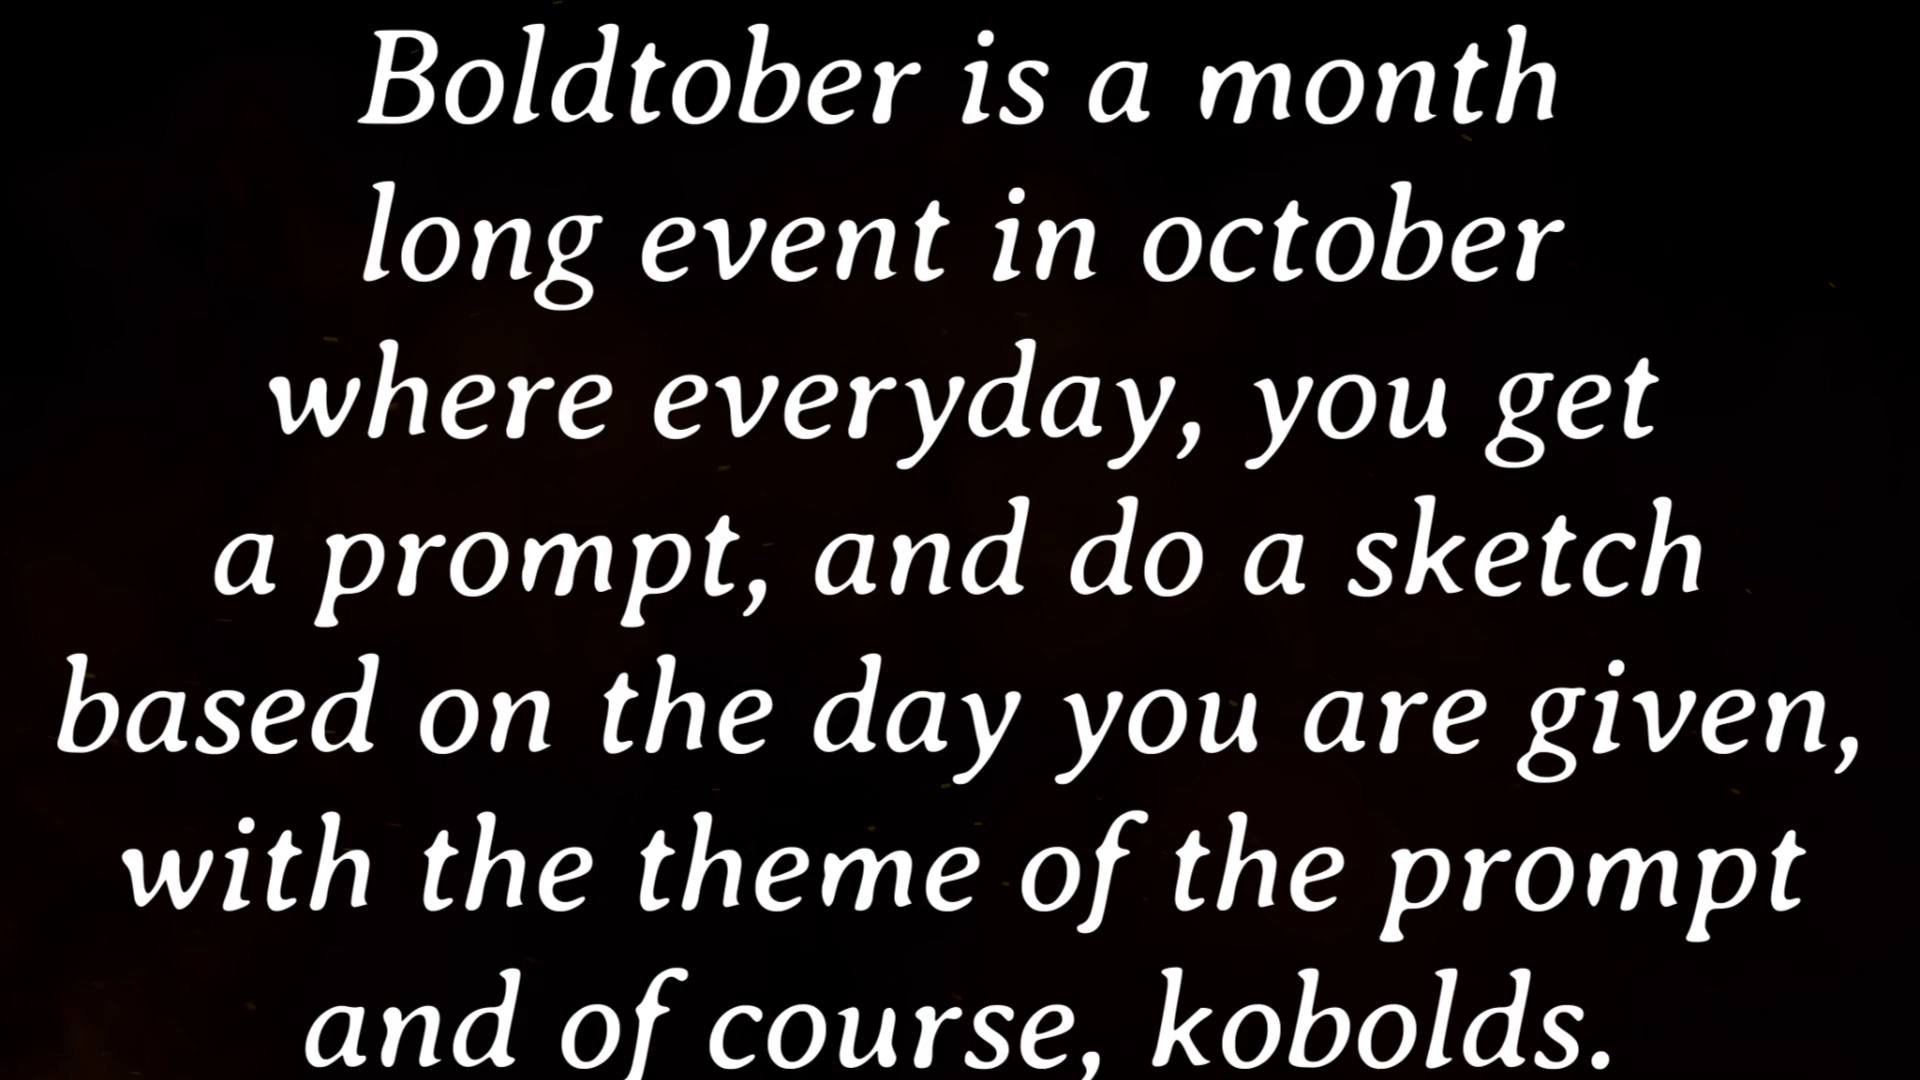 Boldtober is a month
long event in october
where everyday, you get
a prompt, and do a sketch
based on the day you are given,
with the theme of the prompt
and of course, kobolds.